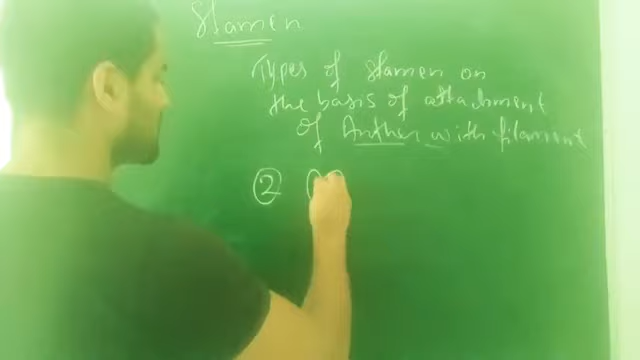 Stamen
Types of stamen on
the basis of attachment
of Anther with filament
②